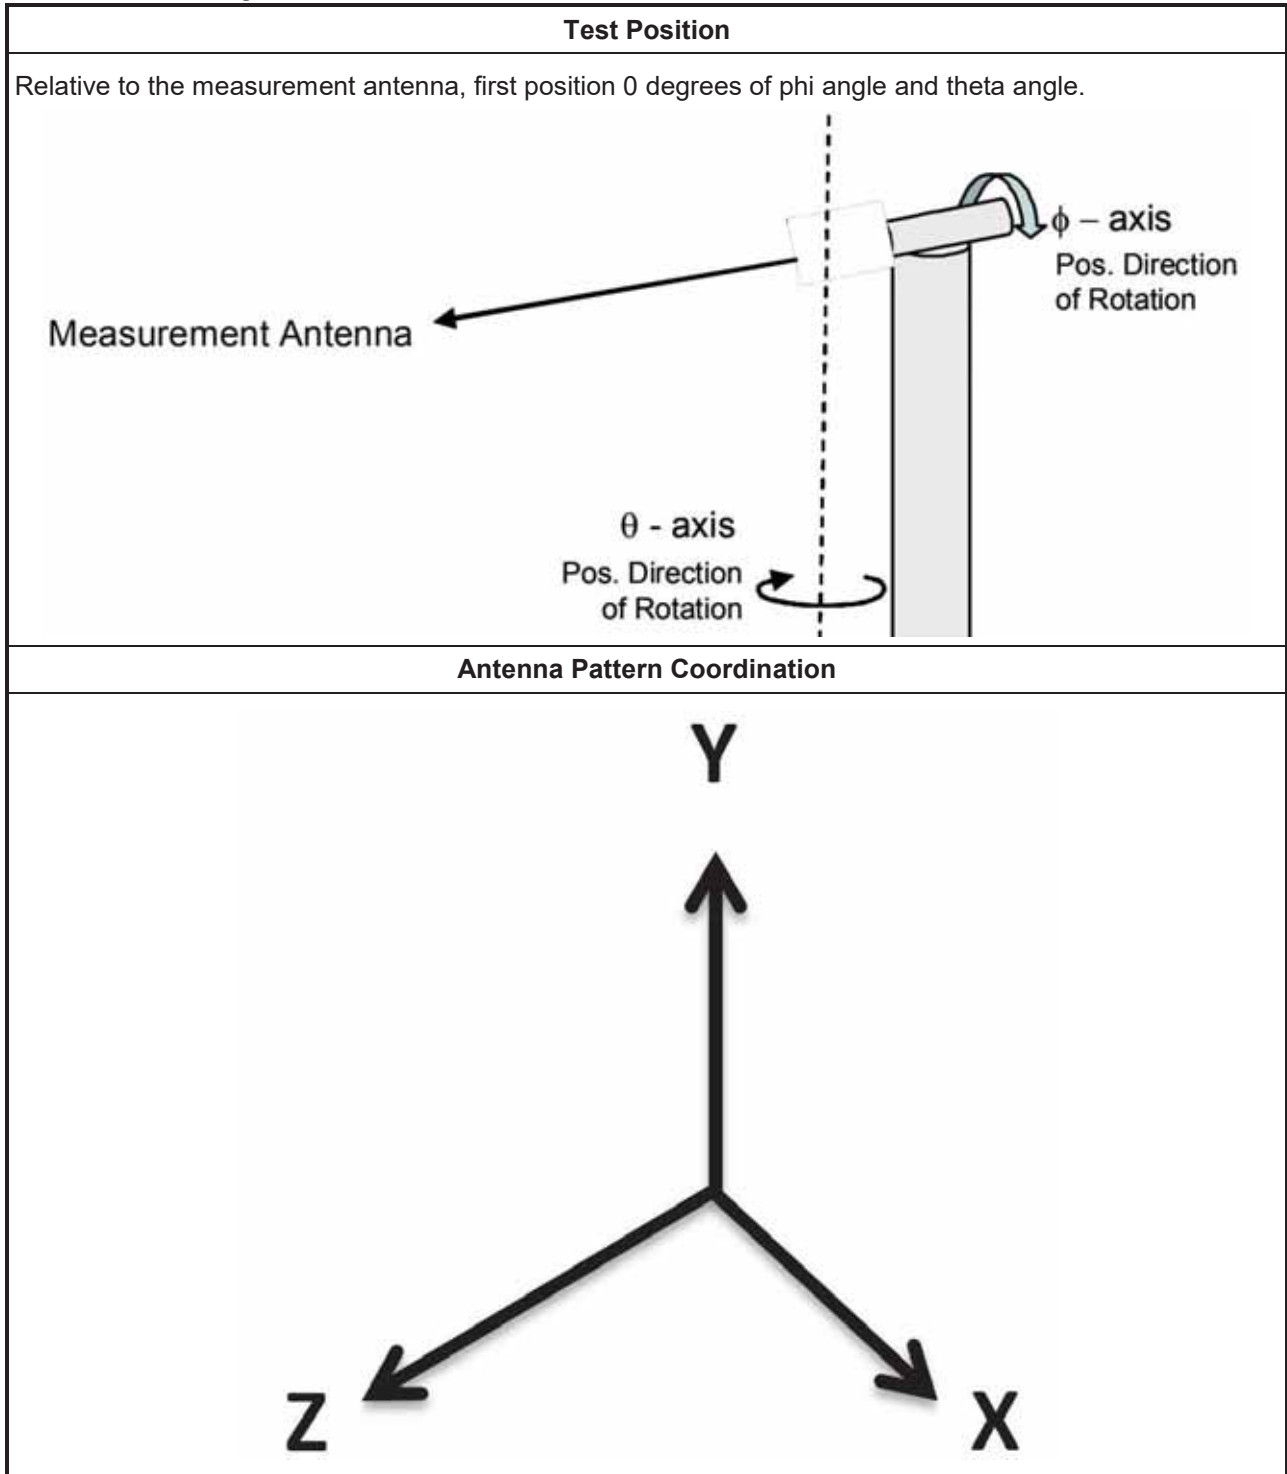 Test Position
Relative to the measurement antenna, first position 0 degrees of phi angle and theta angle.
ϕ – axis
Pos. Direction
of Rotation
Measurement Antenna
θ - axis
Pos. Direction
of Rotation
Antenna Pattern Coordination
Y
Z
X